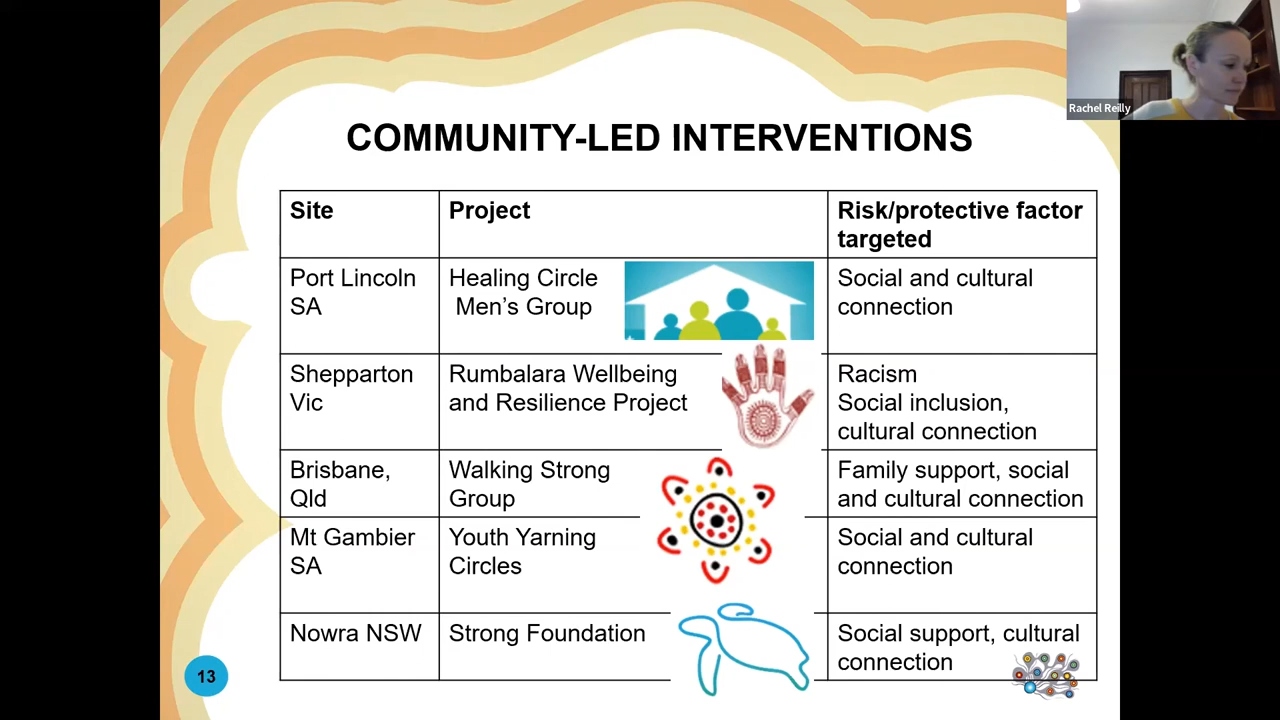 Rachel Reilly
COMMUNITY-LED INTERVENTIONS
Site
Project
Risk/protective factor
targeted
Port Lincoln
SA
Healing Circle
Men’s Group
Social and cultural
connection
Shepparton
Vic
Rumbalara Wellbeing
and Resilience Project
Racism
Social inclusion,
cultural connection
Brisbane,
Qld
Walking Strong
Group
Family support, social
and cultural connection
Mt Gambier
SA
Youth Yarning
Circles
Social and cultural
connection
Nowra NSW
Strong Foundation
Social support, cultural
connection
13